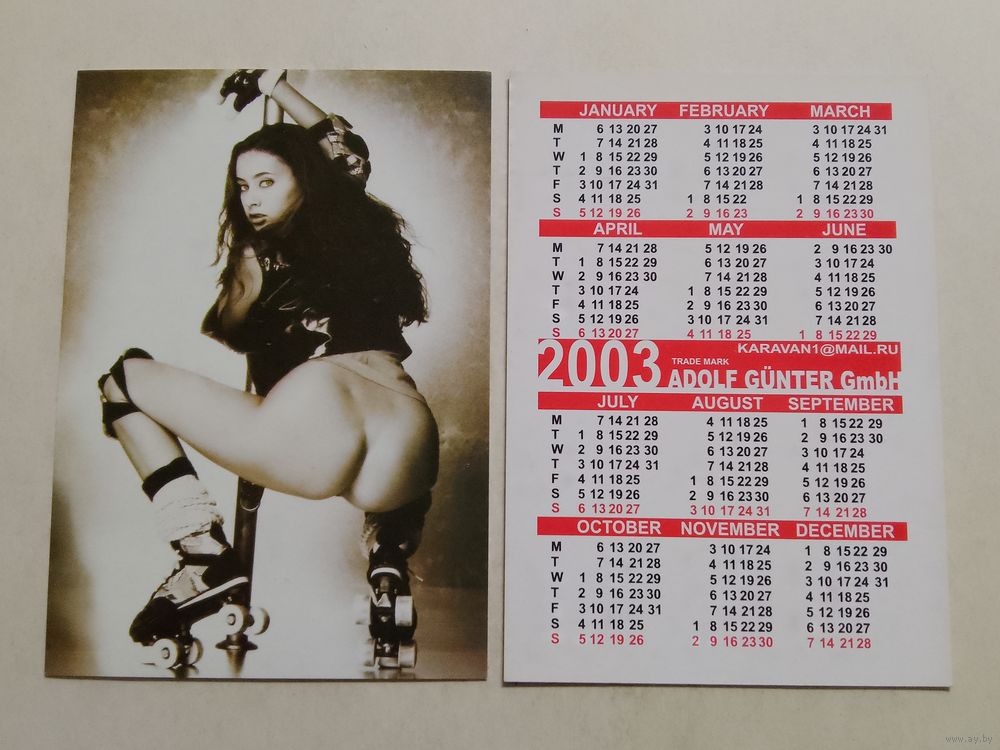 JANUARY FEBRUARY MARCH
M 6 13 20 27 3 10 17 24 3 10 17 24 31
T 7 14 21 28 4 11 18 25 4 11 18 25
W 1 8 15 22 29 5 12 19 26 5 12 19 26
T 2 9 16 23 30 6 13 20 27 6 13 20 27
F 3 10 17 24 31 7 14 21 28 7 14 21 28
S 4 11 18 25 1 8 15 22 1 8 15 22 29
S 5 12 19 26 2 9 16 23 2 9 16 23 30
APRIL MAY JUNE
M 7 14 21 28 5 12 19 26 2 9 16 23 30
T 1 8 15 22 29 6 13 20 27 3 10 17 24
W 2 9 16 23 30 7 14 21 28 4 11 18 25
T 3 10 17 24 1 8 15 22 29 5 12 19 26
F 4 11 18 25 2 9 16 23 30 6 13 20 27
S 5 12 19 26 3 10 17 24 31 7 14 21 28
S 6 13 20 27 4 11 18 25 1 8 15 22 29
KARAVAN1@MAIL.RU
2003 TRADE MARK
ADOLF GÜNTER GmbH
JULY AUGUST SEPTEMBER
M 7 14 21 28 4 11 18 25 1 8 15 22 29
T 1 8 15 22 29 5 12 19 26 2 9 16 23 30
W 2 9 16 23 30 6 13 20 27 3 10 17 24
T 3 10 17 24 31 7 14 21 28 4 11 18 25
F 4 11 18 25 1 8 15 22 29 5 12 19 26
S 5 12 19 26 2 9 16 23 30 6 13 20 27
S 6 13 20 27 3 10 17 24 31 7 14 21 28
OCTOBER NOVEMBER DECEMBER
M 6 13 20 27 3 10 17 24 1 8 15 22 29
T 7 14 21 28 4 11 18 25 2 9 16 23 30
W 1 8 15 22 29 5 12 19 26 3 10 17 24 31
T 2 9 16 23 30 6 13 20 27 4 11 18 25
F 3 10 17 24 31 7 14 21 28 5 12 19 26
S 4 11 18 25 1 8 15 22 29 6 13 20 27
S 5 12 19 26 2 9 16 23 30 7 14 21 28
www.ay.by